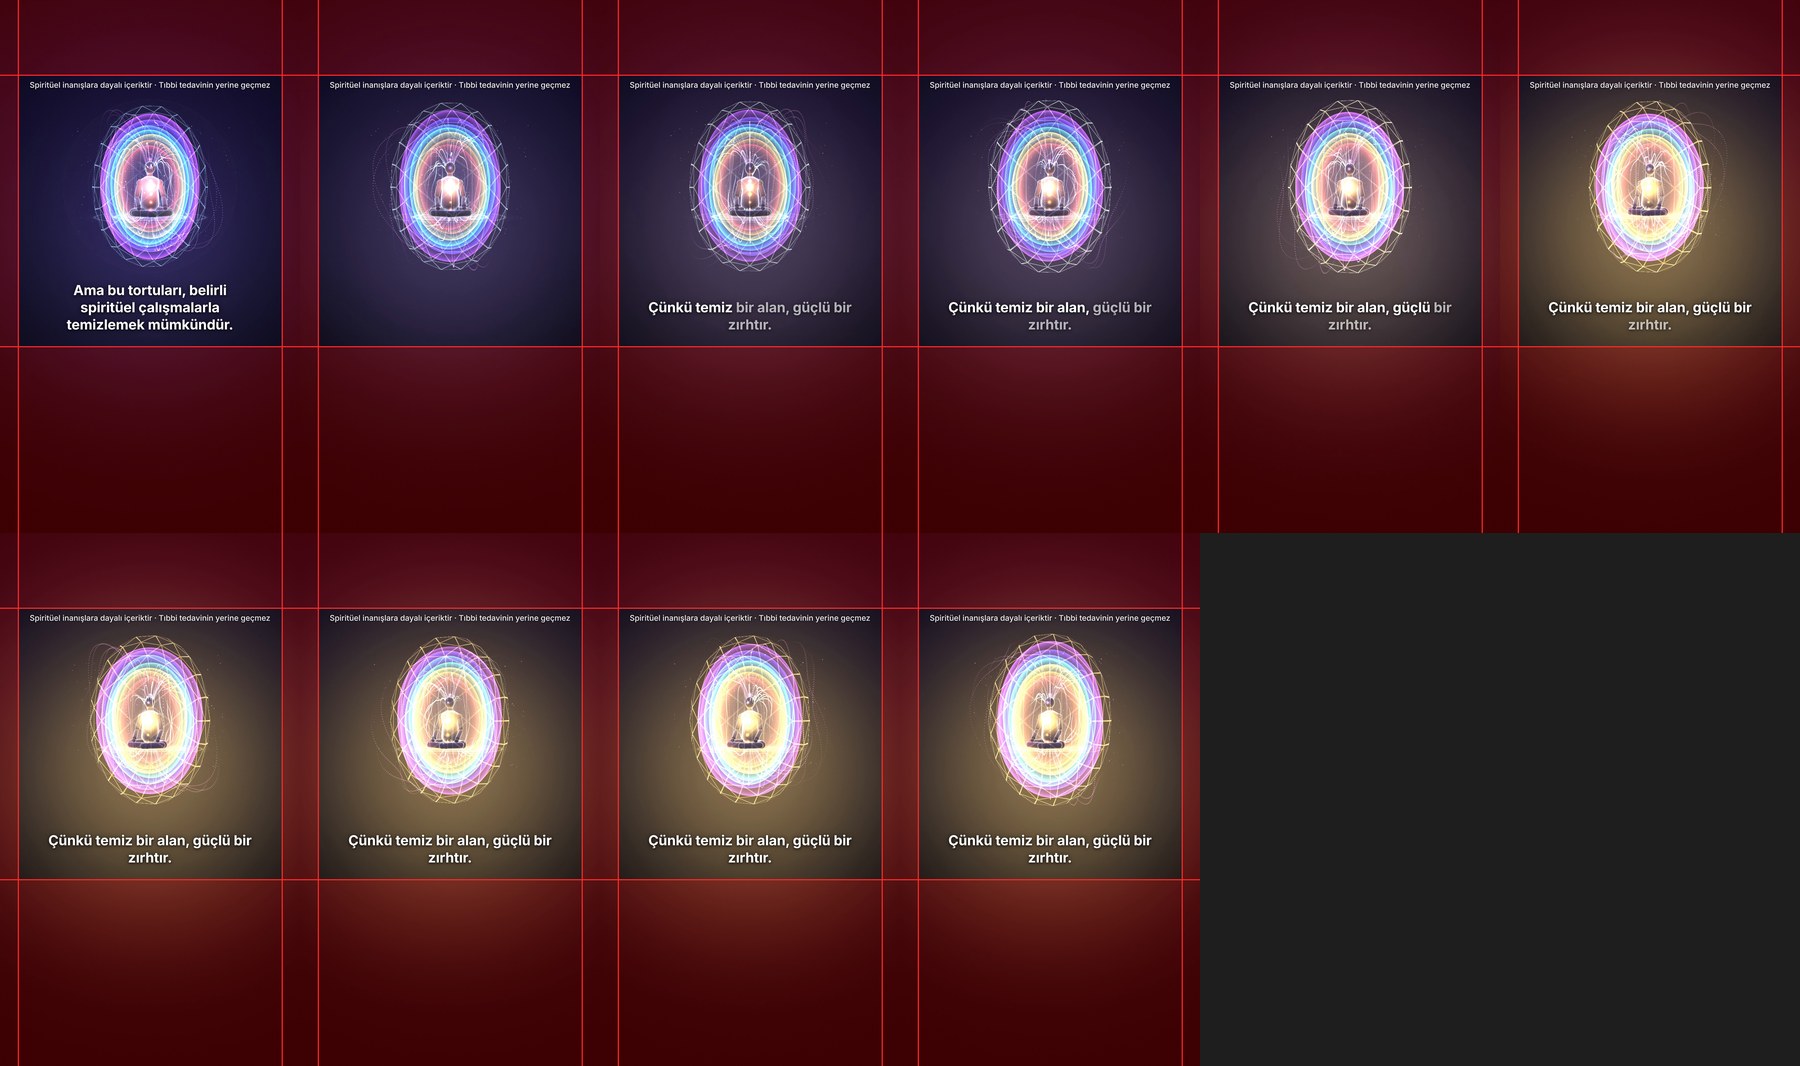 Spiritüel inanışlara dayalı içeriktir · Tıbbi tedavinin yerine geçmez
Ama bu tortuları, belirli
spiritüel çalışmalarla
temizlemek mümkündür.
Spiritüel inanışlara dayalı içeriktir · Tıbbi tedavinin yerine geçmez
Spiritüel inanışlara dayalı içeriktir · Tıbbi tedavinin yerine geçmez
Çünkü temiz bir alan, güçlü bir
zırhtır.
Spiritüel inanışlara dayalı içeriktir · Tıbbi tedavinin yerine geçmez
Çünkü temiz bir alan, güçlü bir
zırhtır.
Spiritüel inanışlara dayalı içeriktir · Tıbbi tedavinin yerine geçmez
Çünkü temiz bir alan, güçlü bir
zırhtır.
Spiritüel inanışlara dayalı içeriktir · Tıbbi tedavinin yerine geçmez
Çünkü temiz bir alan, güçlü bir
zırhtır.
Spiritüel inanışlara dayalı içeriktir · Tıbbi tedavinin yerine geçmez
Çünkü temiz bir alan, güçlü bir
zırhtır.
Spiritüel inanışlara dayalı içeriktir · Tıbbi tedavinin yerine geçmez
Çünkü temiz bir alan, güçlü bir
zırhtır.
Spiritüel inanışlara dayalı içeriktir · Tıbbi tedavinin yerine geçmez
Çünkü temiz bir alan, güçlü bir
zırhtır.
Spiritüel inanışlara dayalı içeriktir · Tıbbi tedavinin yerine geçmez
Çünkü temiz bir alan, güçlü bir
zırhtır.